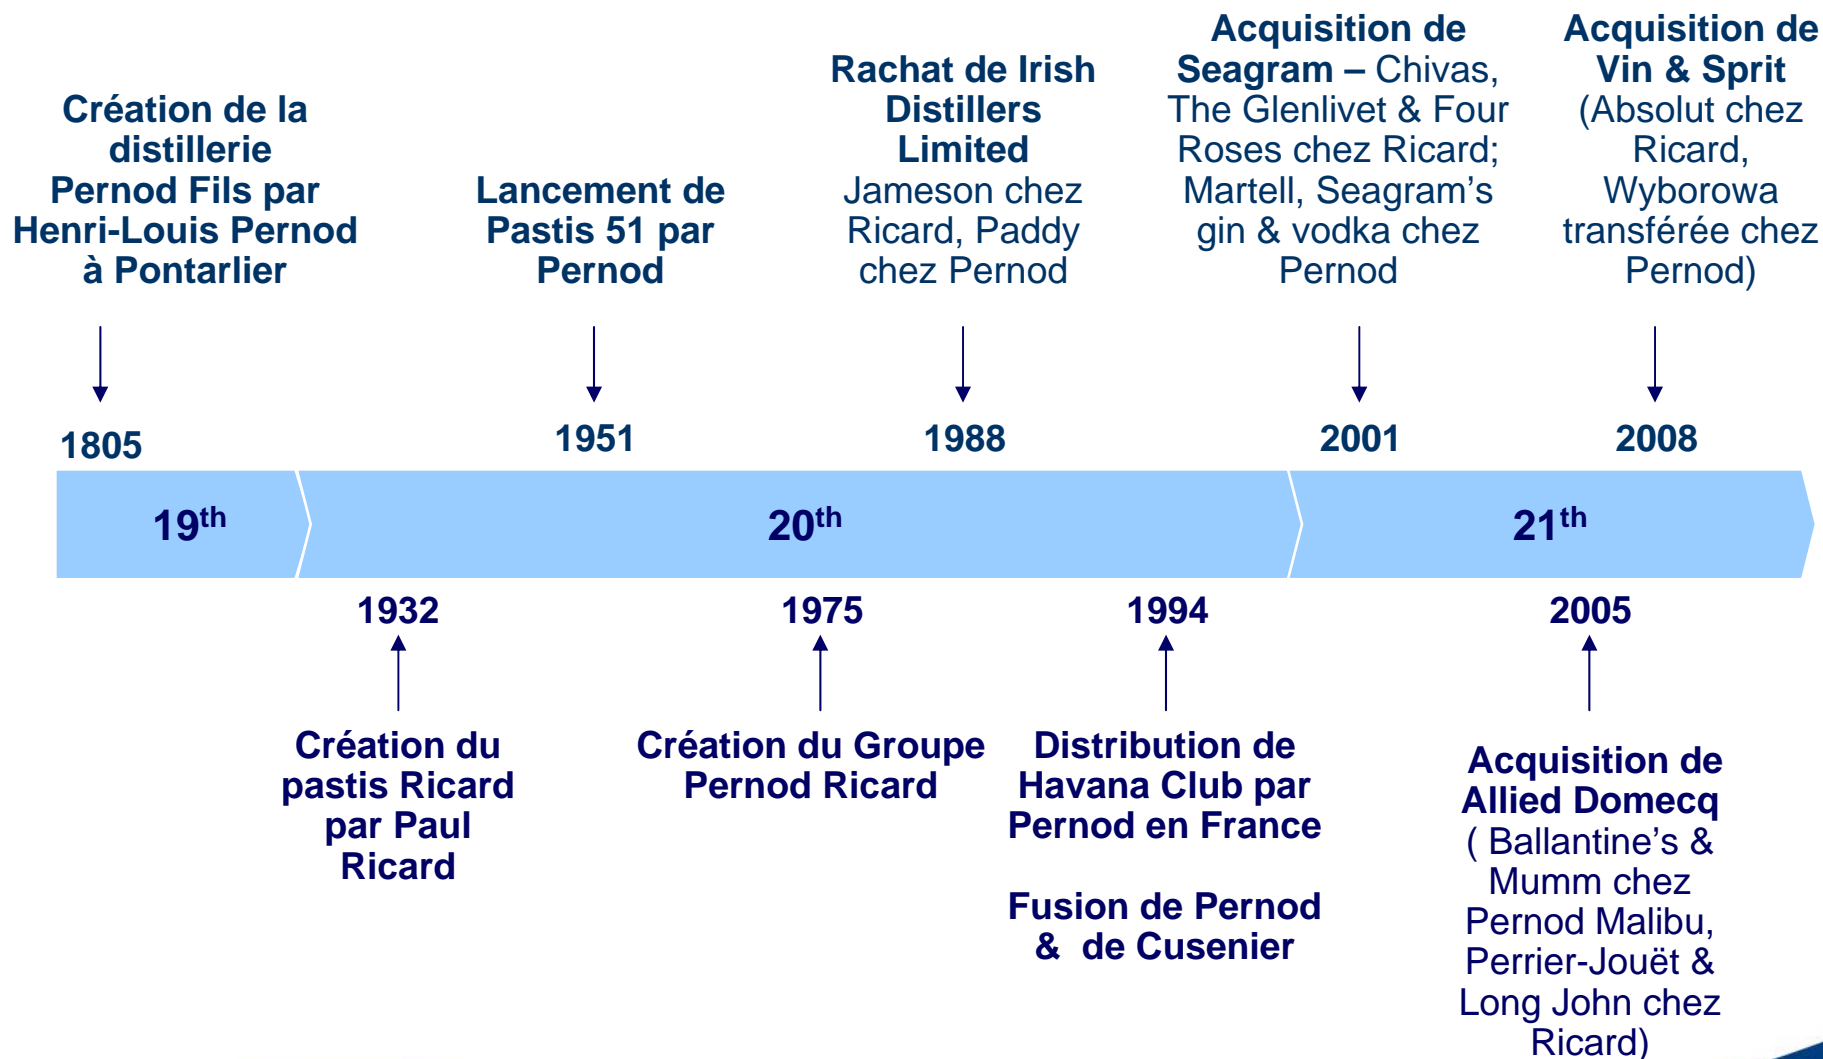 Création de la
distillerie
Pernod Fils par
Henri-Louis Pernod
à Pontarlier
Lancement de
Pastis 51 par
Pernod
Rachat de Irish
Distillers
Limited
Jameson chez
Ricard, Paddy
chez Pernod
Acquisition de
Seagram – Chivas,
The Glenlivet & Four
Roses chez Ricard;
Martell, Seagram’s
gin & vodka chez
Pernod
Acquisition de
Vin & Sprit
(Absolut chez
Ricard,
Wyborowa
transférée chez
Pernod)
1805
1951
1988
2001
2008
19th
20th
21th
1932
1975
1994
2005
Création du
pastis Ricard
par Paul
Ricard
Création du Groupe
Pernod Ricard
Distribution de
Havana Club par
Pernod en France
Fusion de Pernod
& de Cusenier
Acquisition de
Allied Domecq
( Ballantine’s &
Mumm chez
Pernod Malibu,
Perrier-Jouët &
Long John chez
Ricard)